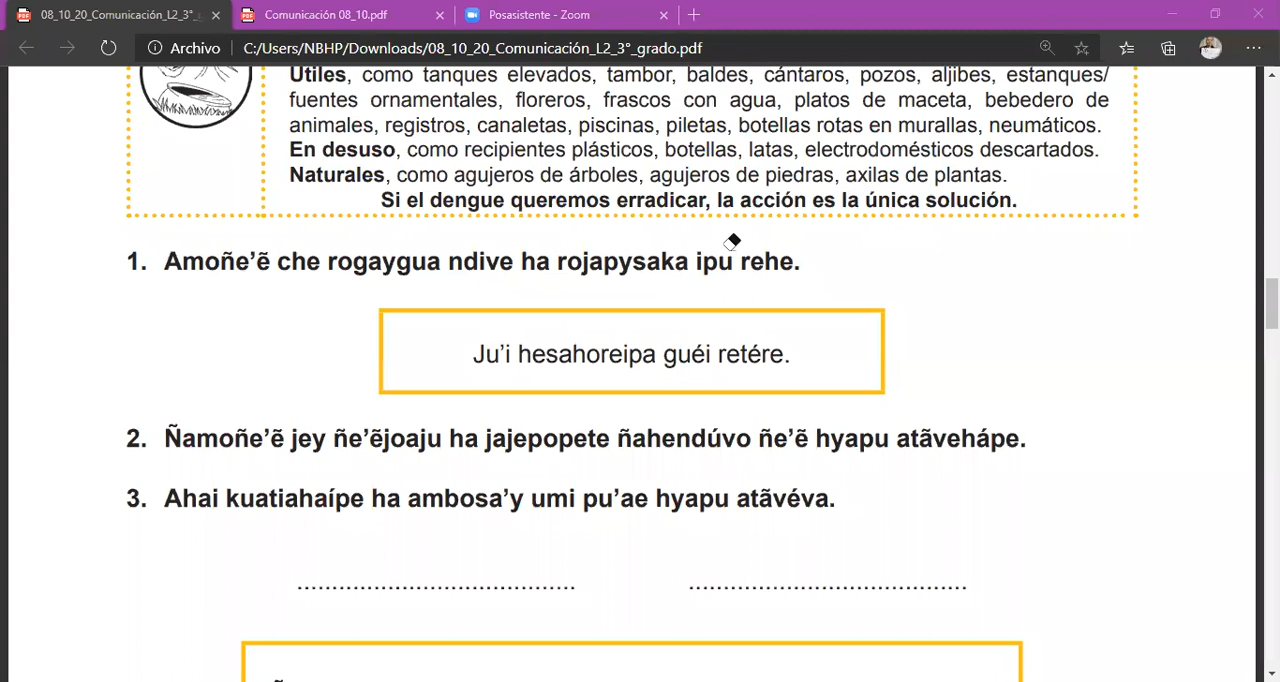 08_10_20_Comunicación_L2_3°_g
Comunicación 08_10.pdf
Posasistente - Zoom
Archivo
C:/Users/NBHP/Downloads/08_10_20_Comunicación_L2_3°_grado.pdf
Útiles, como tanques elevados, tambor, baldes, cántaros, pozos, aljibes, estanques/
fuentes ornamentales, floreros, frascos con agua, platos de maceta, bebedero de
animales, registros, canaletas, piscinas, piletas, botellas rotas en murallas, neumáticos.
En desuso, como recipientes plásticos, botellas, latas, electrodomésticos descartados.
Naturales, como agujeros de árboles, agujeros de piedras, axilas de plantas.
Si el dengue queremos erradicar, la acción es la única solución.
1. Amoñe’ẽ che rogaygua ndive ha rojapysaka ipu rehe.
Ju’i hesahoreipa guéi retére.
2. Ñamoñe’ẽ jey ñe’ẽjoaju ha jajepopete ñahendúvo ñe’ẽ hyapu atãvehápe.
3. Ahai kuatiahaípe ha ambosa’y umi pu’ae hyapu atãvéva.